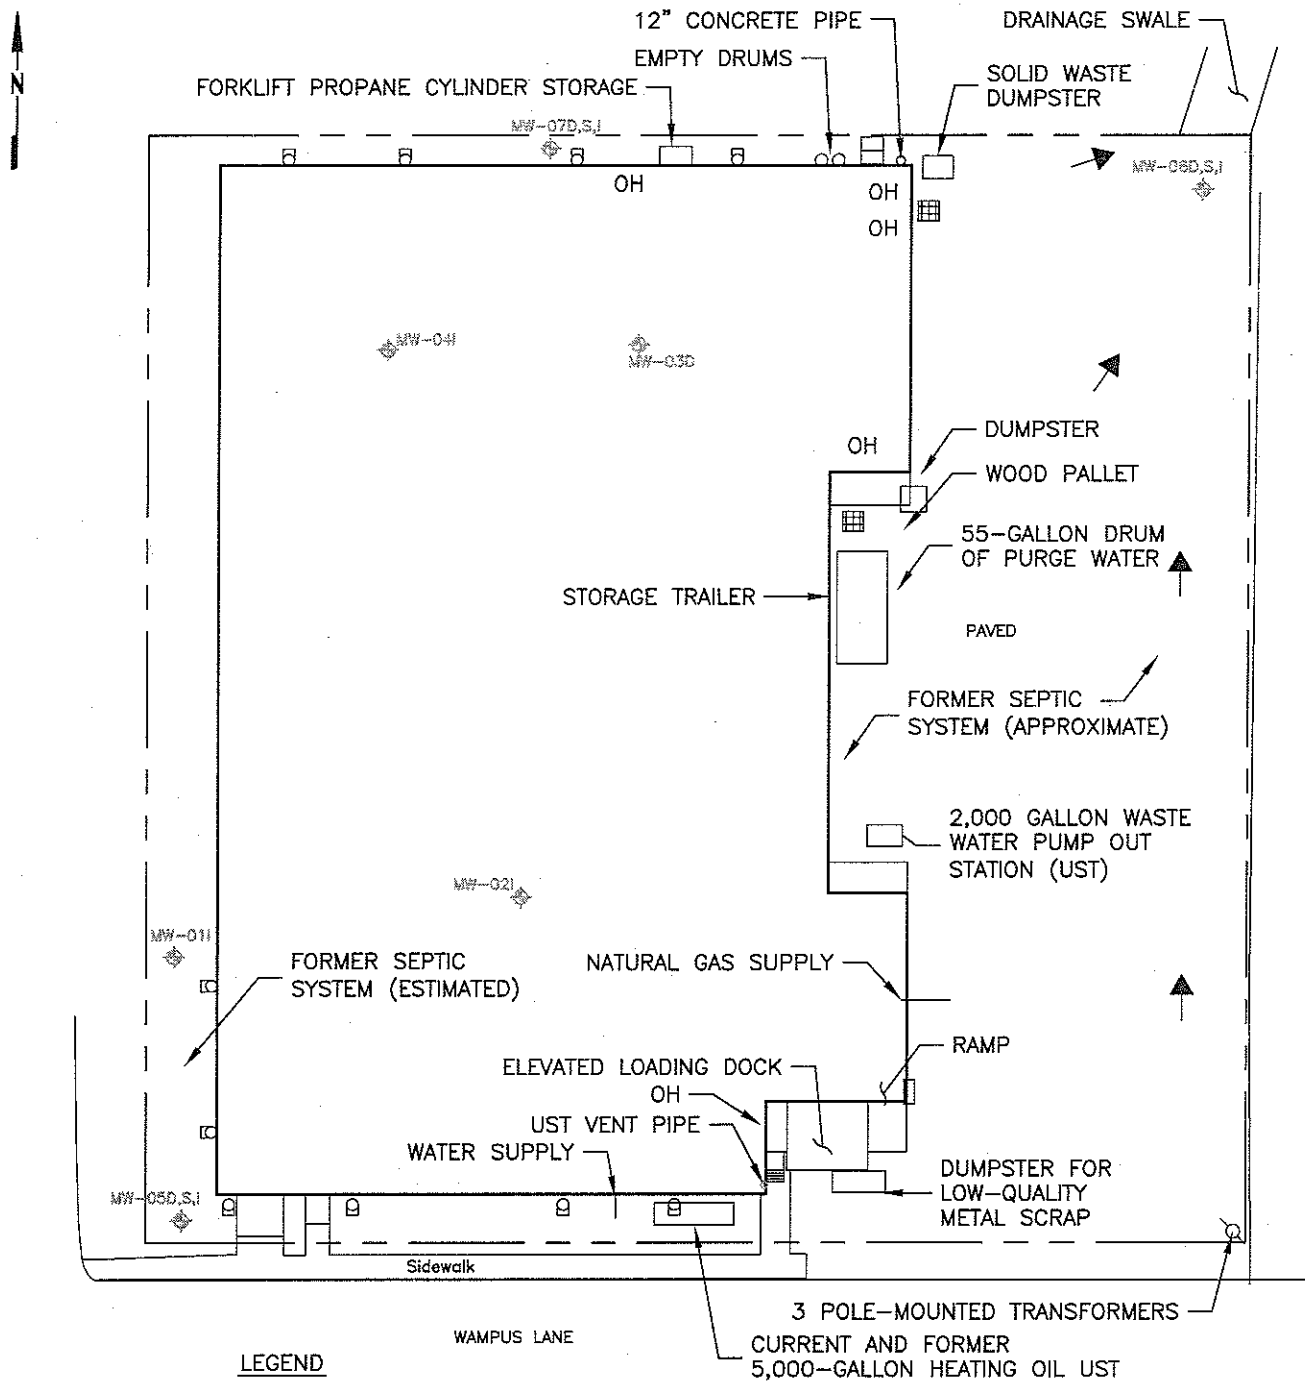 12" CONCRETE PIPE
DRAINAGE SWALE
EMPTY DRUMS
SOLID WASTE
DUMPSTER
N
FORKLIFT PROPANE CYLINDER STORAGE
MW-07D,S,I
MW-06D,S,I
OH
OH
OH
MW-04I
MW-03D
DUMPSTER
OH
WOOD PALLET
55-GALLON DRUM
OF PURGE WATER
STORAGE TRAILER
PAVED
FORMER SEPTIC
SYSTEM (APPROXIMATE)
2,000 GALLON WASTE
WATER PUMP OUT
STATION (UST)
MW-02I
MW-01I
FORMER SEPTIC
SYSTEM (ESTIMATED)
NATURAL GAS SUPPLY
RAMP
ELEVATED LOADING DOCK
OH
UST VENT PIPE
WATER SUPPLY
DUMPSTER FOR
LOW-QUALITY
METAL SCRAP
MW-05D,S,I
Sidewalk
3 POLE-MOUNTED TRANSFORMERS
WAMPUS LANE
CURRENT AND FORMER
5,000-GALLON HEATING OIL UST
LEGEND